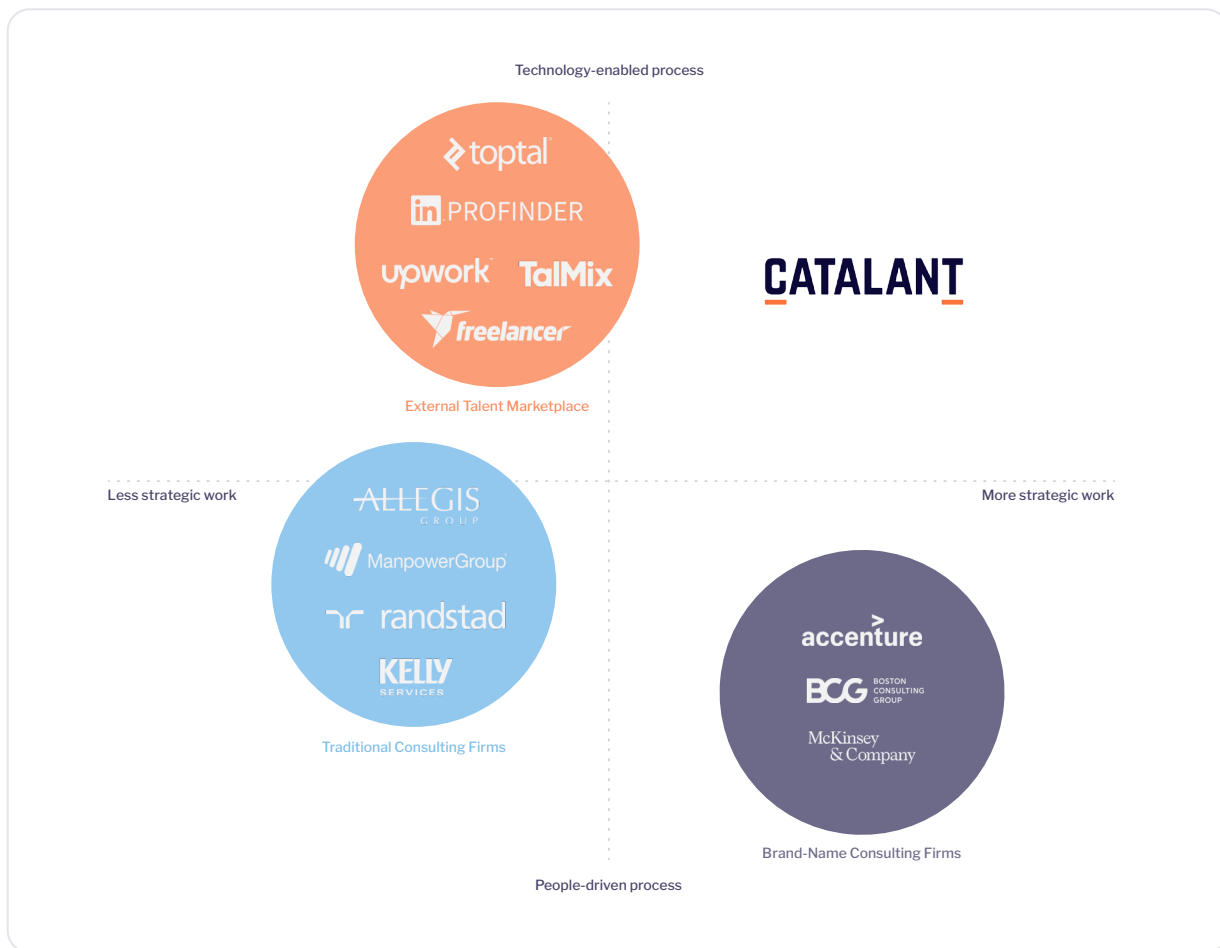 Technology-enabled process
toptal
in PROFINDER
upwork TalMix
freelancer
CATALANT
External Talent Marketplace
Less strategic work
More strategic work
ALLEGIS
GROUP
ManpowerGroup
randstad
KELLY
SERVICES
Traditional Consulting Firms
accenture
BCG BOSTON
CONSULTING
GROUP
McKinsey
& Company
Brand-Name Consulting Firms
People-driven process